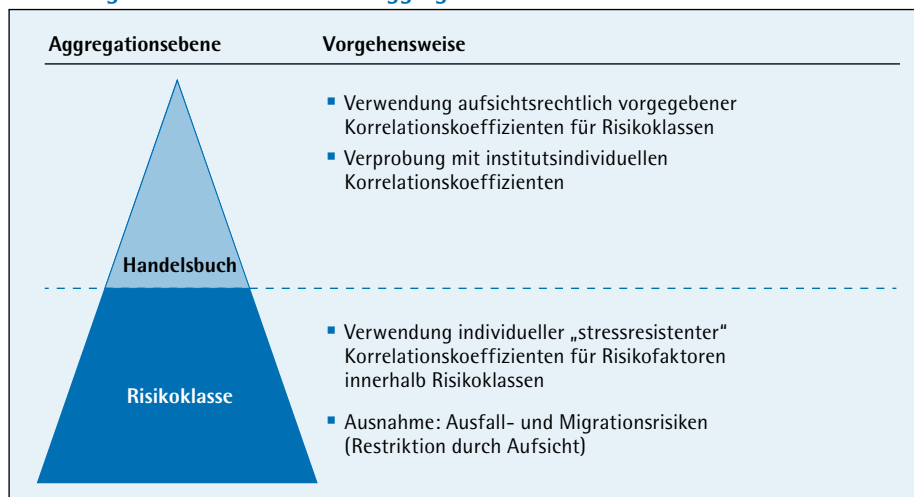 Aggregationsebene
Vorgehensweise
▪ Verwendung aufsichtsrechtlich vorgegebener
Korrelationskoeffizienten für Risikoklassen
▪ Verprobung mit institutsindividuellen
Korrelationskoeffizienten
Handelsbuch
▪ Verwendung individueller „stressresistenter“
Korrelationskoeffizienten für Risikofaktoren
innerhalb Risikoklassen
Risikoklasse
▪ Ausnahme: Ausfall- und Migrationsrisiken
(Restriktion durch Aufsicht)